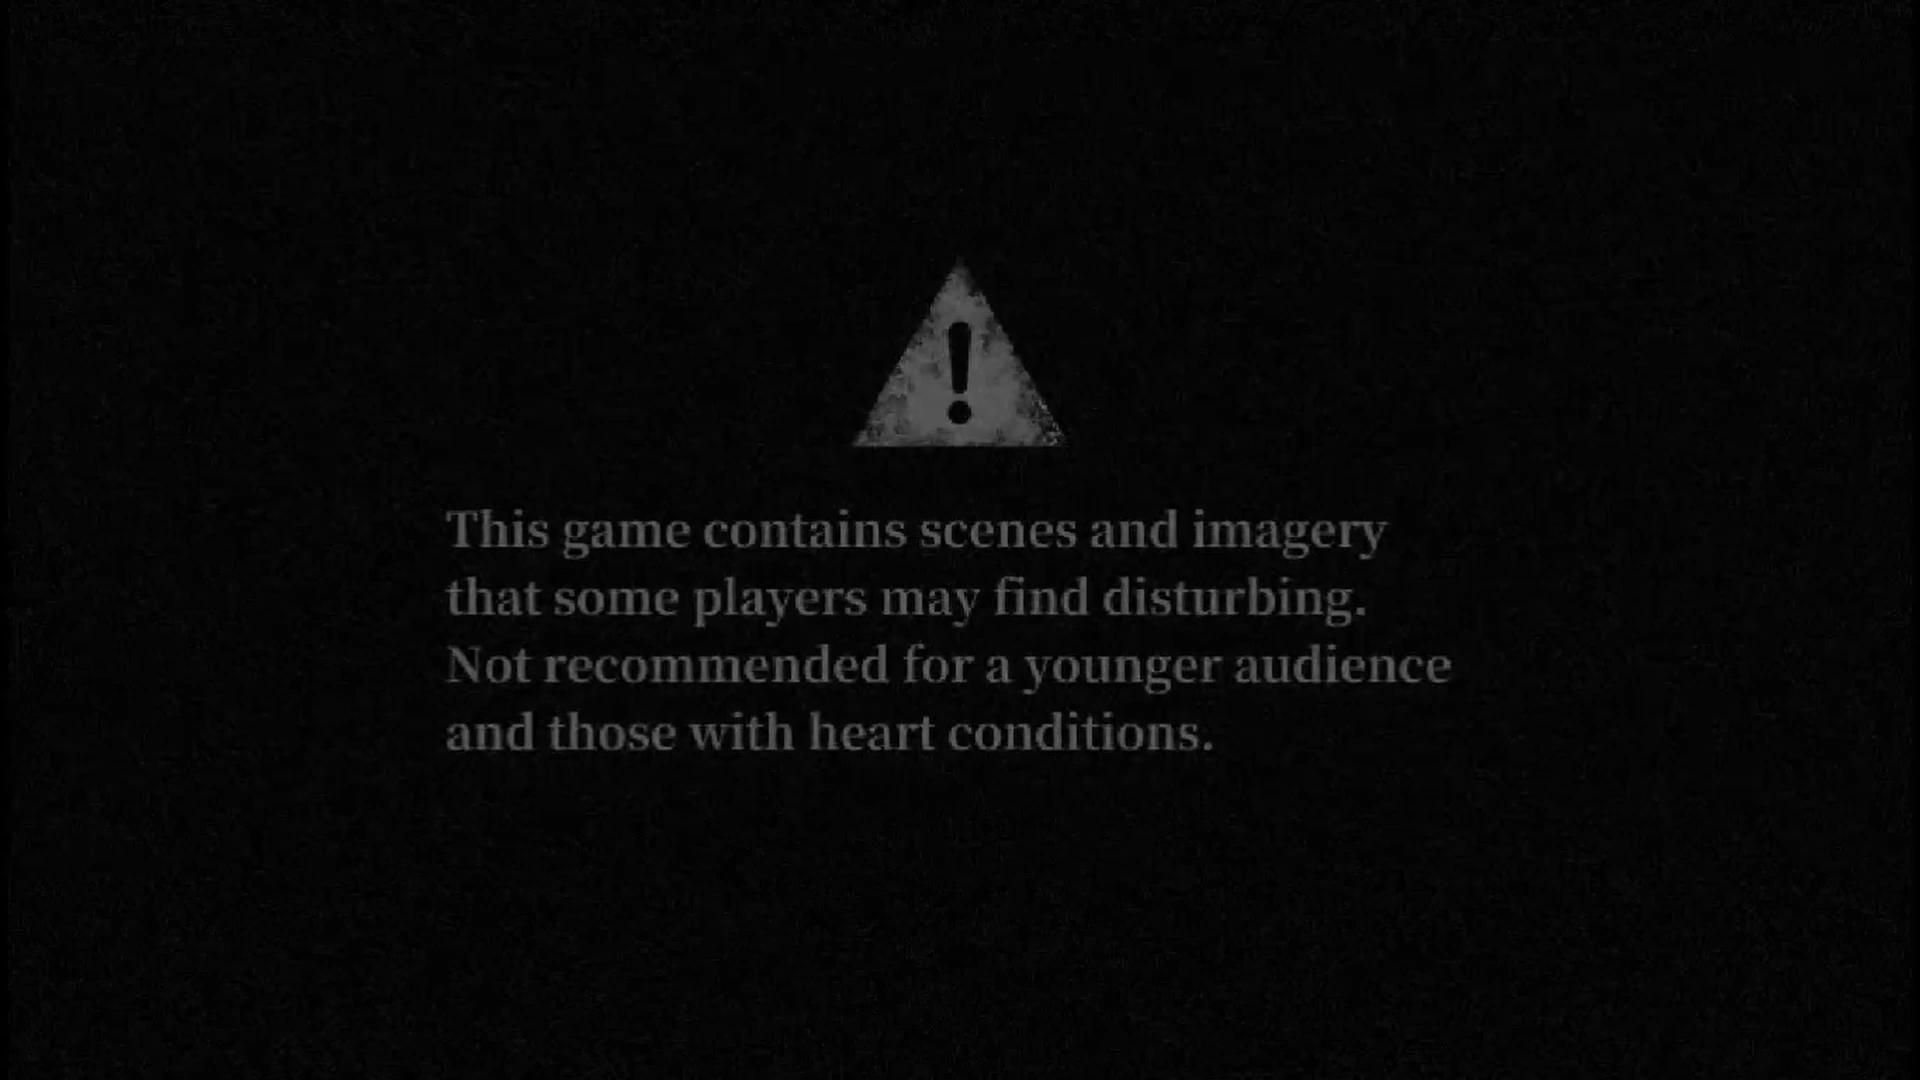 This game contains scenes and imagery
that some players may find disturbing.
Not recommended for a younger audience
and those with heart conditions.